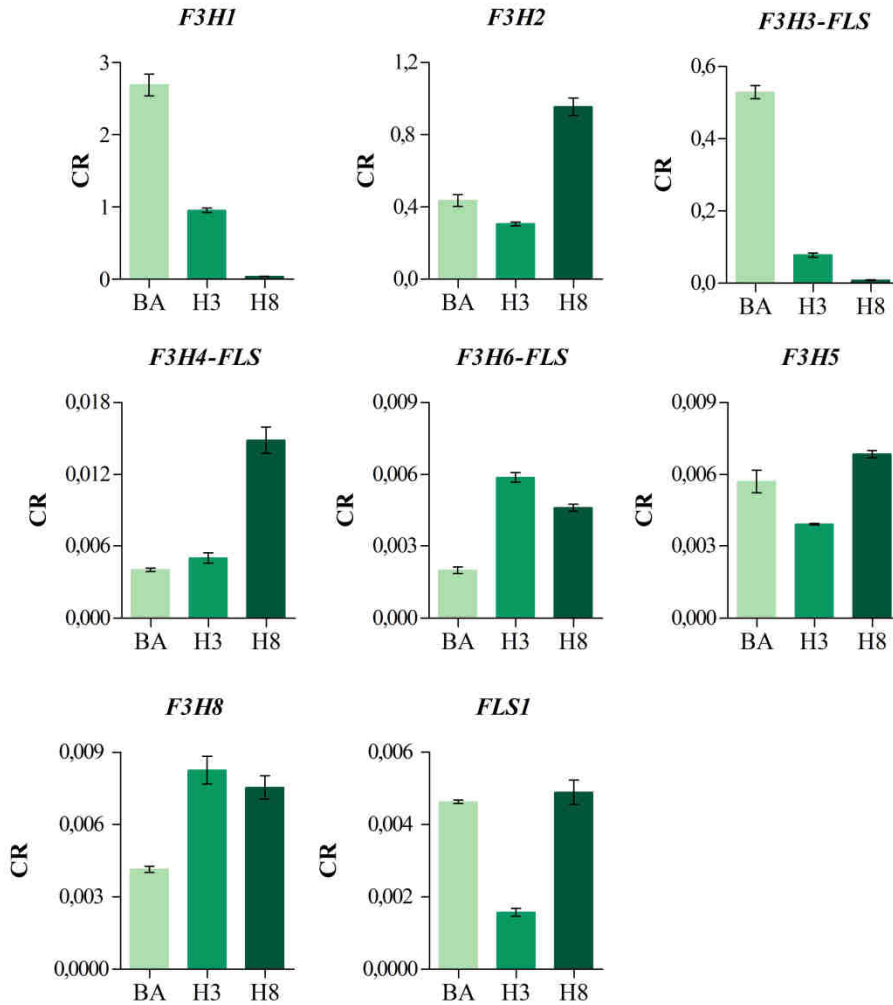 F3H1
3
2
1
0
CR
BA H3 H8
F3H2
1,2
0,8
0,4
0,0
CR
BA H3 H8
F3H3-FLS
0,6
0,4
0,2
0,0
CR
BA H3 H8
F3H4-FLS
0,018
0,012
0,006
0,000
CR
BA H3 H8
F3H6-FLS
0,009
0,006
0,003
0,000
CR
BA H3 H8
F3H5
0,009
0,006
0,003
0,000
CR
BA H3 H8
F3H8
0,009
0,006
0,003
0,0000
CR
BA H3 H8
FLS1
0,006
0,004
0,002
0,000
CR
BA H3 H8